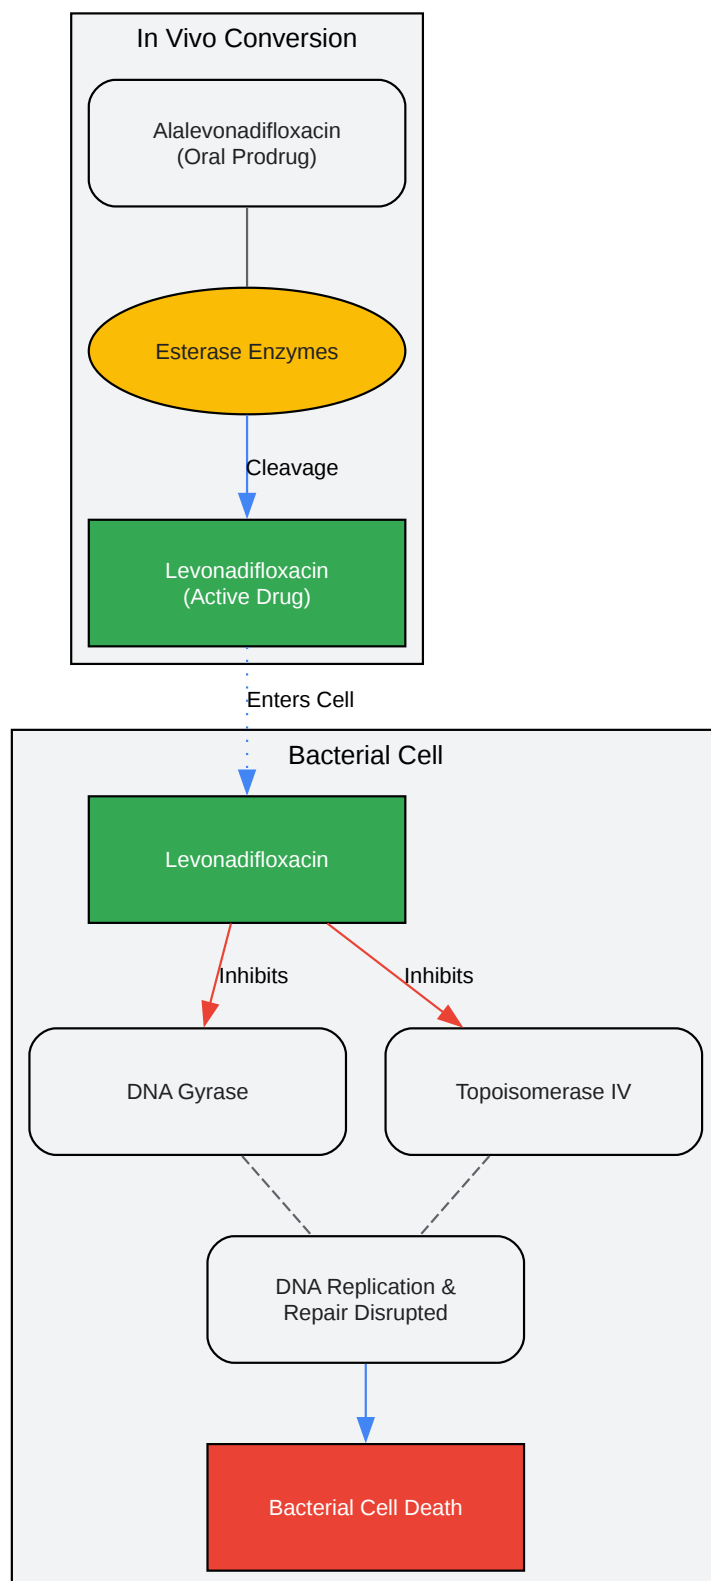 In Vivo Conversion
Alalevonadifloxacin
(Oral Prodrug)
Esterase Enzymes
Cleavage
Levonadifloxacin
(Active Drug)
Enters Cell
Bacterial Cell
Levonadifloxacin
Inhibits
Inhibits
DNA Gyrase
Topoisomerase IV
DNA Replication &
Repair Disrupted
Bacterial Cell Death